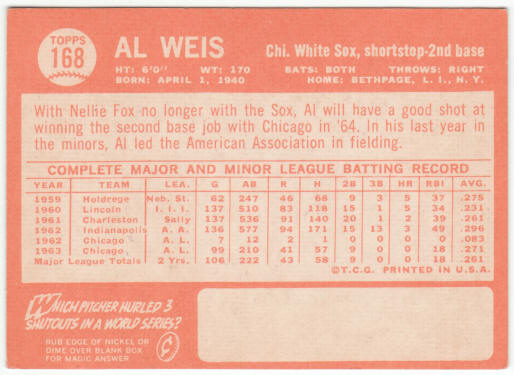 TOPPS
168
AL WEIS
Chi. White Sox, shortstop-2nd base
HT: 6'0" WT: 170 BATS: BOTH THROWS: RIGHT
BORN: APRIL 1, 1940 HOME: BETHPAGE, L. I., N. Y.
With Nellie Fox no longer with the Sox, Al will have a good shot at
winning the second base job with Chicago in '64. In his last year in
the minors, Al led the American Association in fielding.
COMPLETE MAJOR AND MINOR LEAGUE BATTING RECORD
YEAR TEAM LEA. G AB R H 2B 3B HR RBI AVG.
1959 Holdrege Neb. St. 62 247 46 68 9 3 5 37 .275
1960 Lincoln I. I. I. 137 510 83 118 15 11 5 34 .231
1961 Charleston Sally 137 536 91 140 20 1 2 39 .261
1962 Indianapolis A. A. 136 577 94 171 15 13 3 49 .296
1962 Chicago A. L. 7 12 2 1 0 0 0 0 .083
1963 Chicago A. L. 99 210 41 57 9 0 0 18 .271
Major League Totals 2 Yrs. 106 222 43 58 9 0 0 18 .261
©T.C.G. PRINTED IN U.S.A.
WHICH PITCHER HURLED 3
SHUTOUTS IN A WORLD SERIES?
RUB EDGE OF NICKEL OR
DIME OVER BLANK BOX
FOR MAGIC ANSWER